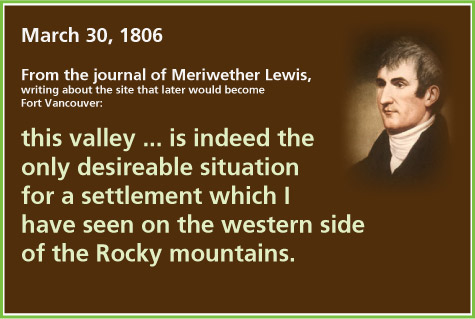 March 30, 1806
From the journal of Meriwether Lewis,
writing about the site that later would become
Fort Vancouver:
this valley ... is indeed the
only desireable situation
for a settlement which I
have seen on the western side
of the Rocky mountains.